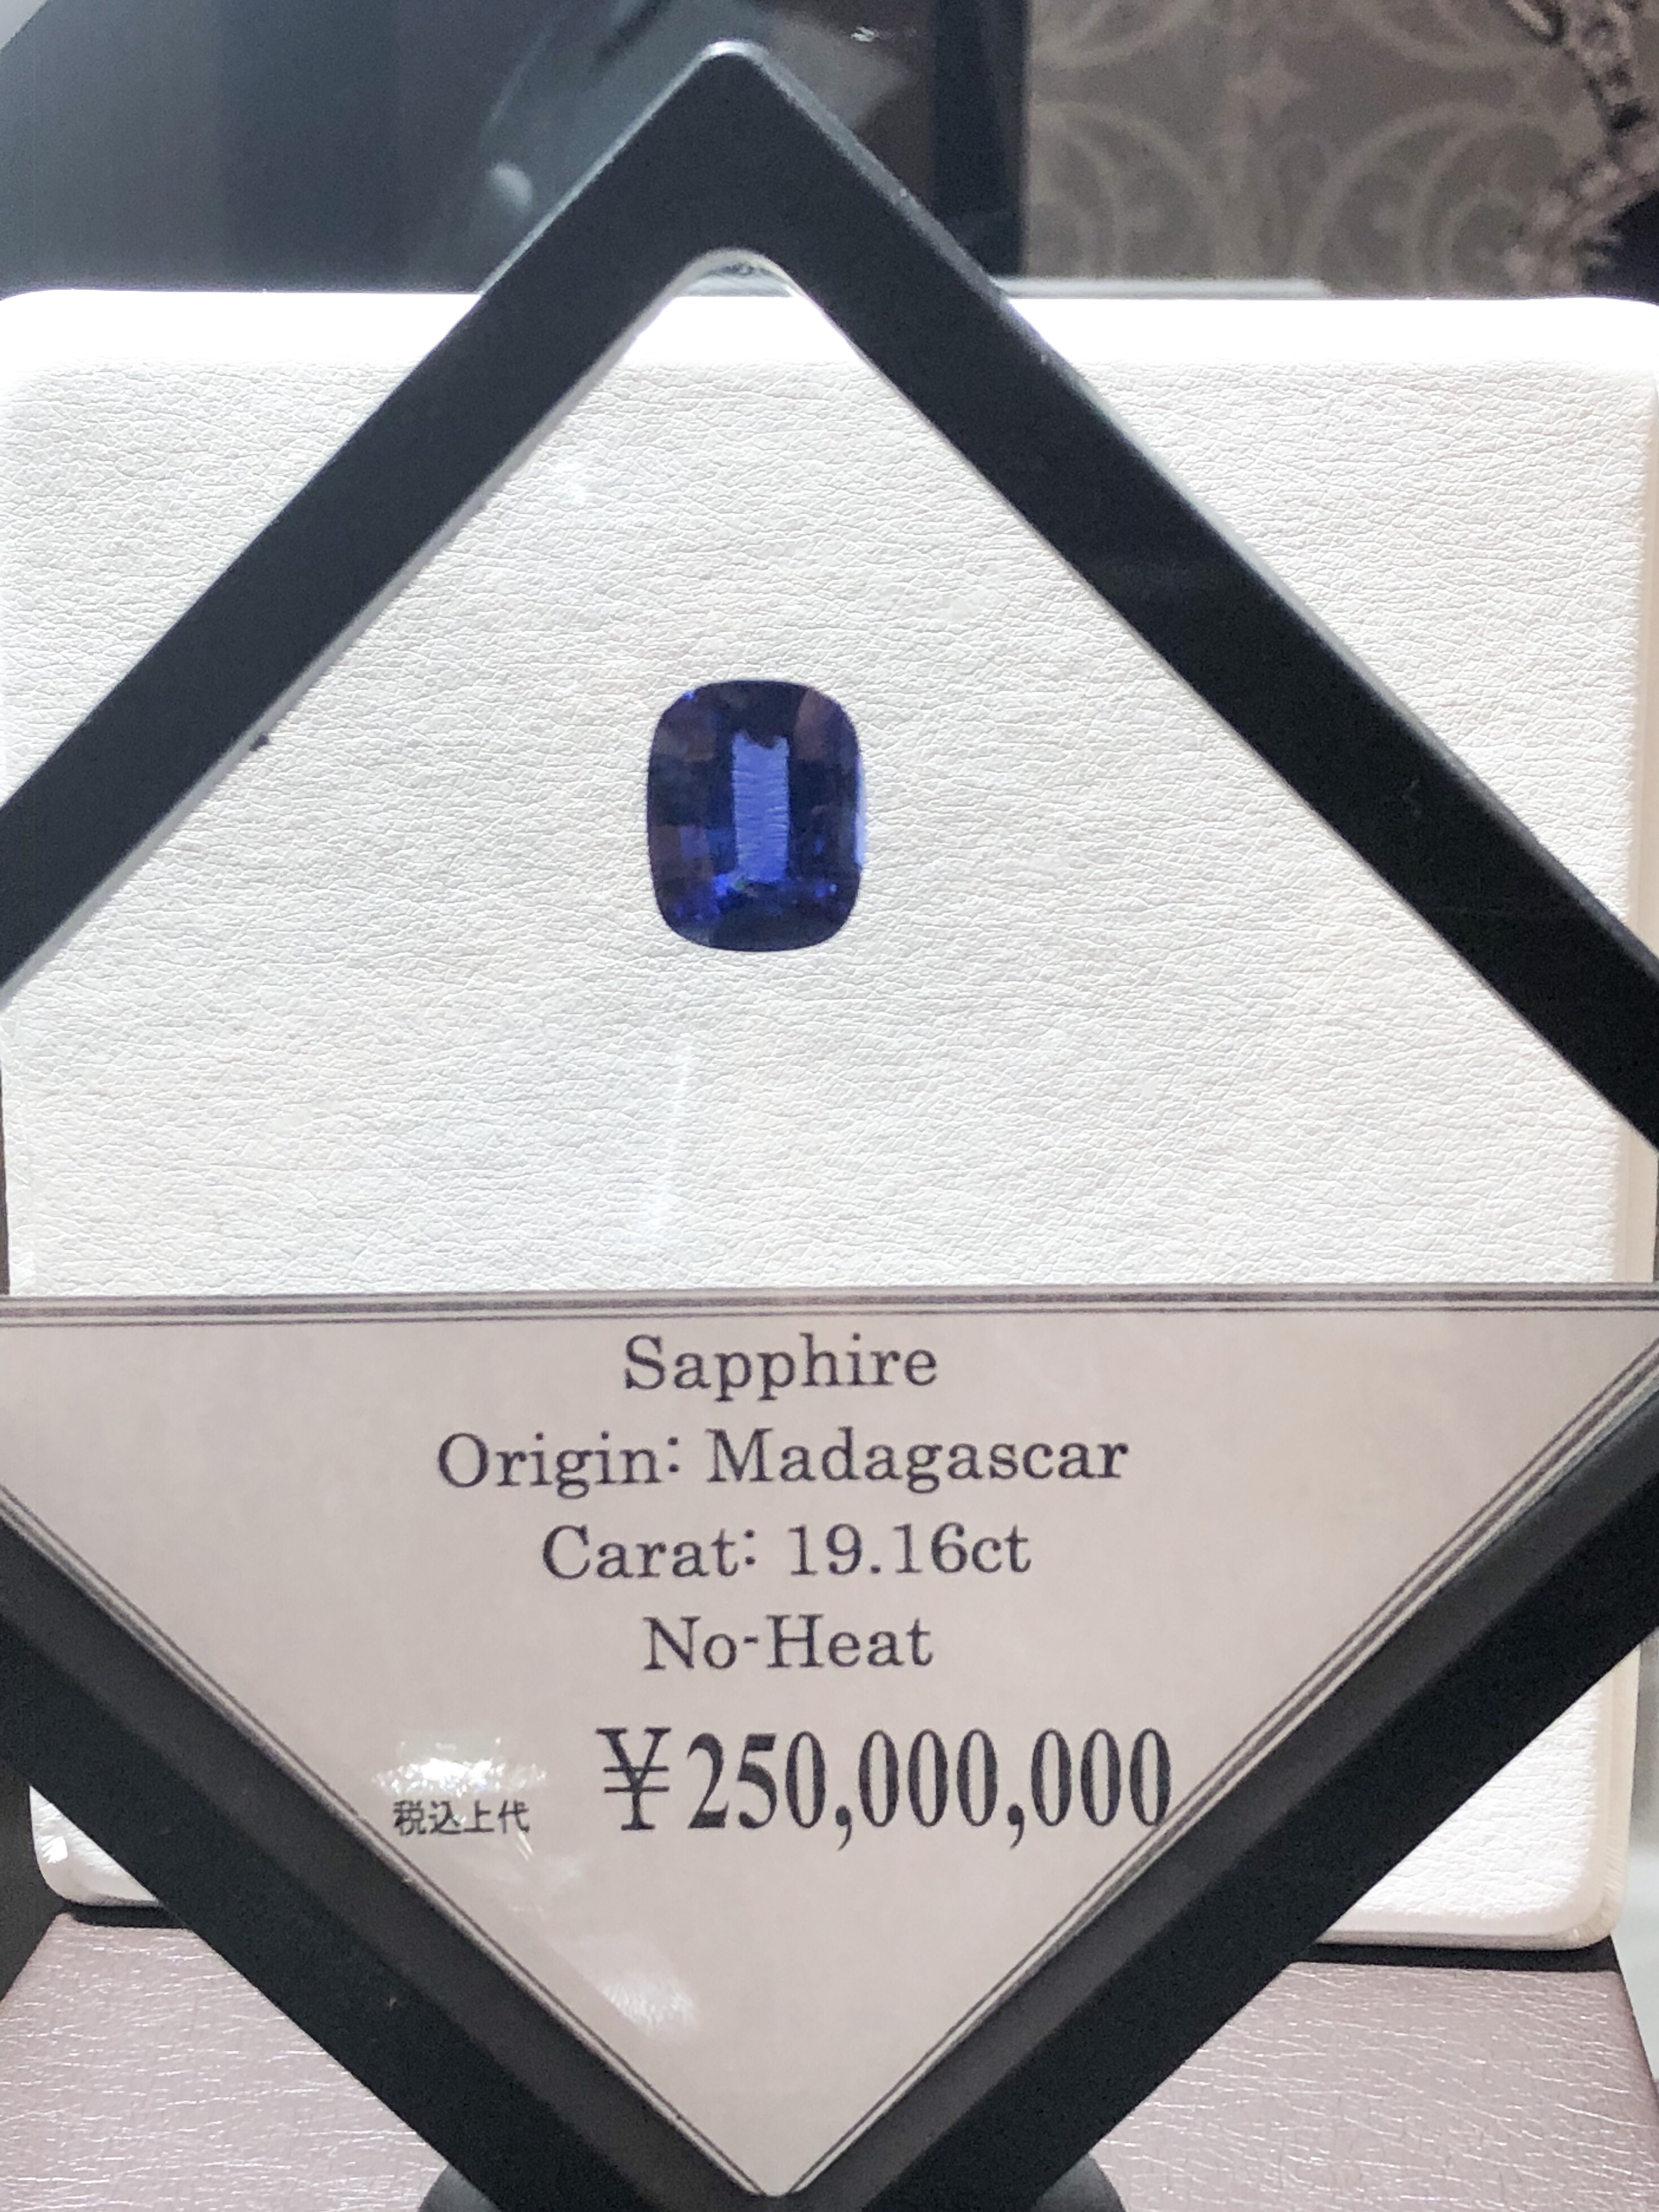 Sapphire
Origin: Madagascar
Carat: 19.16ct
No-Heat
税込上代 ¥250,000,000